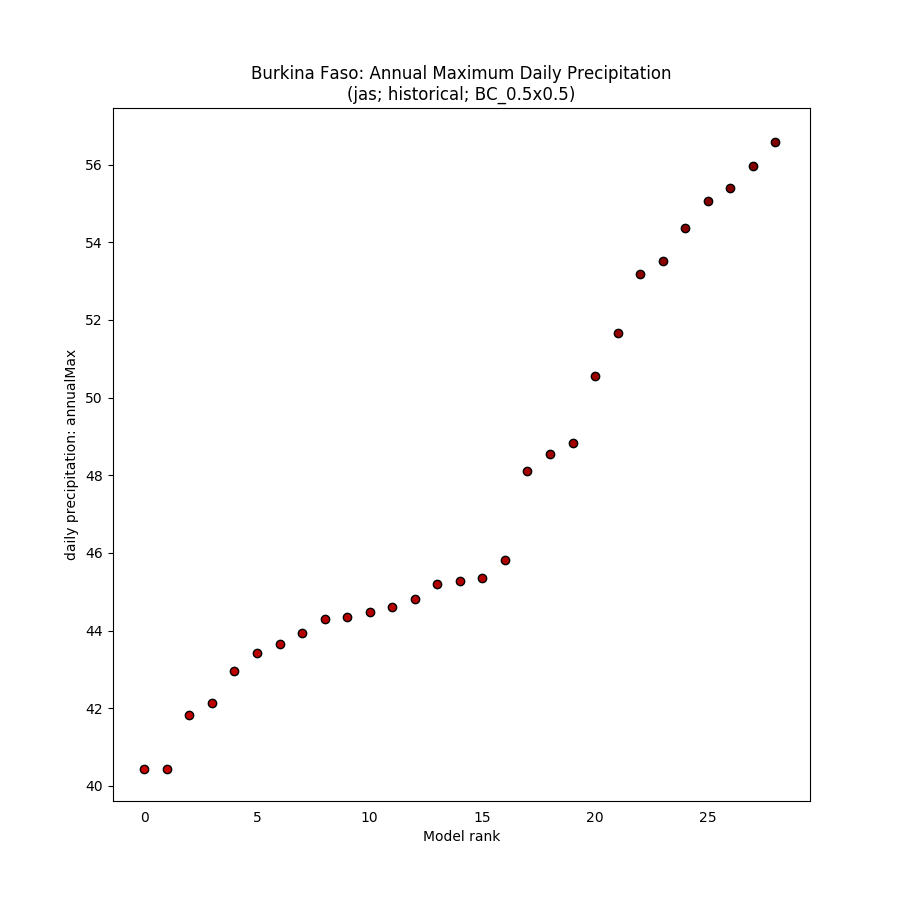 Burkina Faso: Annual Maximum Daily Precipitation
(jas; historical; BC_0.5x0.5)
56
54
52
50
48
46
44
42
40
daily precipitation: annualMax
0 5 10 15 20 25
Model rank